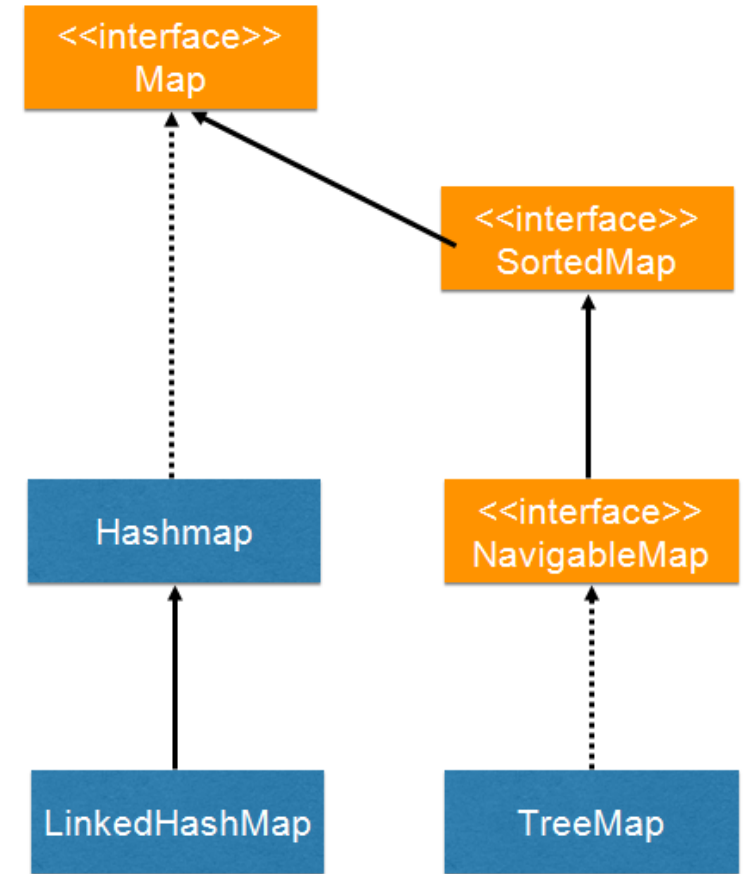 <<interface>>
Map
<<interface>>
SortedMap
Hashmap
<<interface>>
NavigableMap
LinkedHashMap
TreeMap